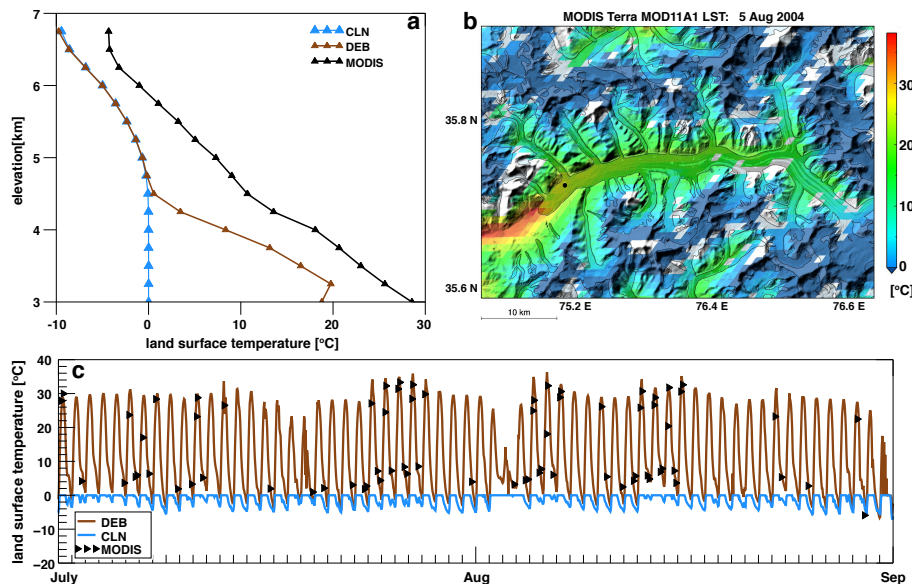 a
CLN
DEB
MODIS
7
6
5
4
3
elevation[km]
-10
0
10
20
30
land surface temperature [°C]
b
MODIS Terra MOD11A1 LST: 5 Aug 2004
35.8 N
35.6 N
75.2 E
76.4 E
76.6 E
10 km
30
20
10
0
[°C]
c
land surface temperature [°C]
40
30
20
10
0
−10
−20
DEB
CLN
MODIS
July
Aug
Sep